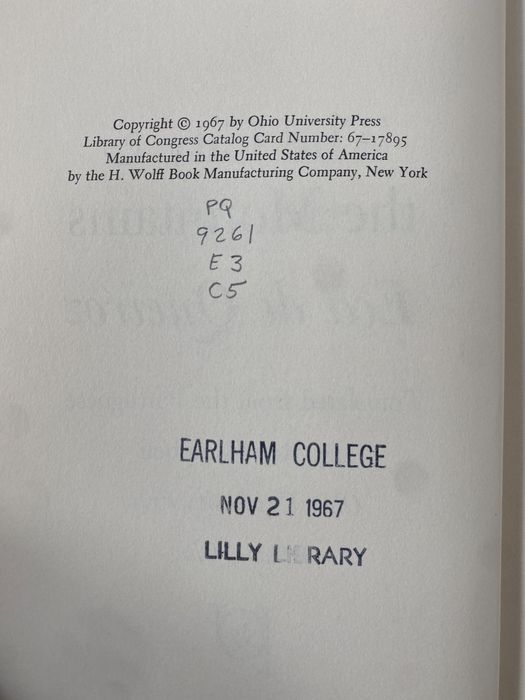 Copyright © 1967 by Ohio University Press
Library of Congress Catalog Card Number: 67–17895
Manufactured in the United States of America
by the H. Wolff Book Manufacturing Company, New York
PQ
9261
E3
C5
EARLHAM COLLEGE
NOV 21 1967
LILLY LI RARY